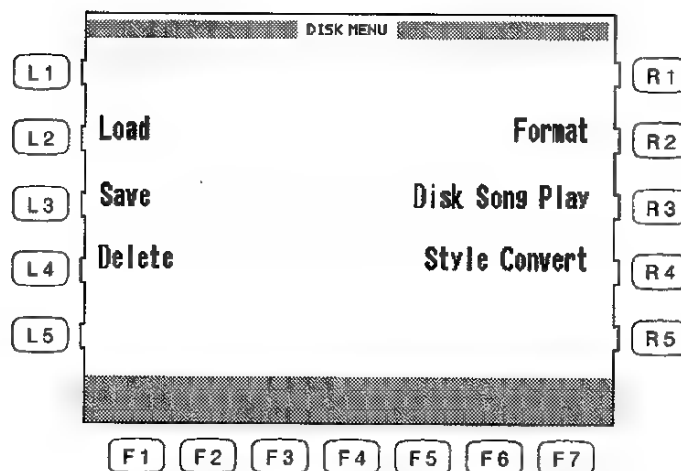 DISK MENU
L1 R1
L2 Load Format R2
L3 Save Disk Song Play R3
L4 Delete Style Convert R4
L5 R5
F1 F2 F3 F4 F5 F6 F7